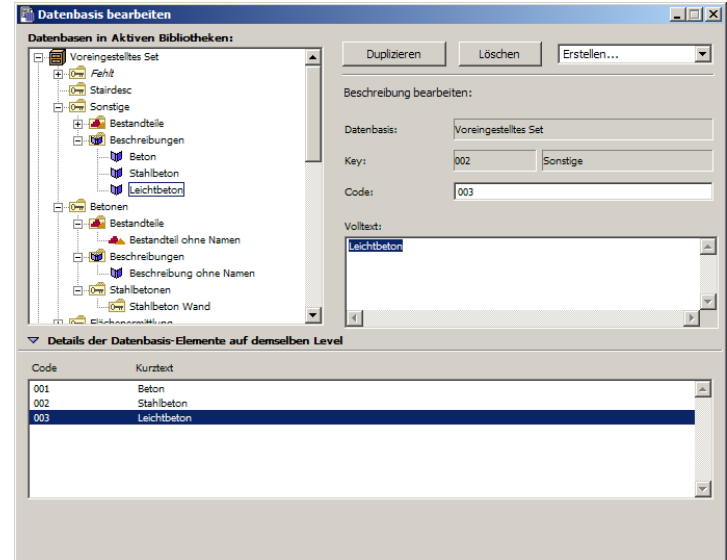 Datenbasis bearbeiten
Datenbasen in Aktiven Bibliotheken:
Voreingestelltes Set
Fehlt
Stairdesc
Sonstige
Bestandteile
Beschreibungen
Beton
Stahlbeton
Leichtbeton
Betonen
Bestandteile
Bestandteil ohne Namen
Beschreibungen
Beschreibung ohne Namen
Stahlbetonen
Stahlbeton Wand
Flächenermittlung
Duplizieren Löschen Erstellen...
Beschreibung bearbeiten:
Datenbasis: Voreingestelltes Set
Key: 002 Sonstige
Code: 003
Volltext:
Leichtbeton
Details der Datenbasis-Elemente auf demselben Level
Code Kurztext
001 Beton
002 Stahlbeton
003 Leichtbeton